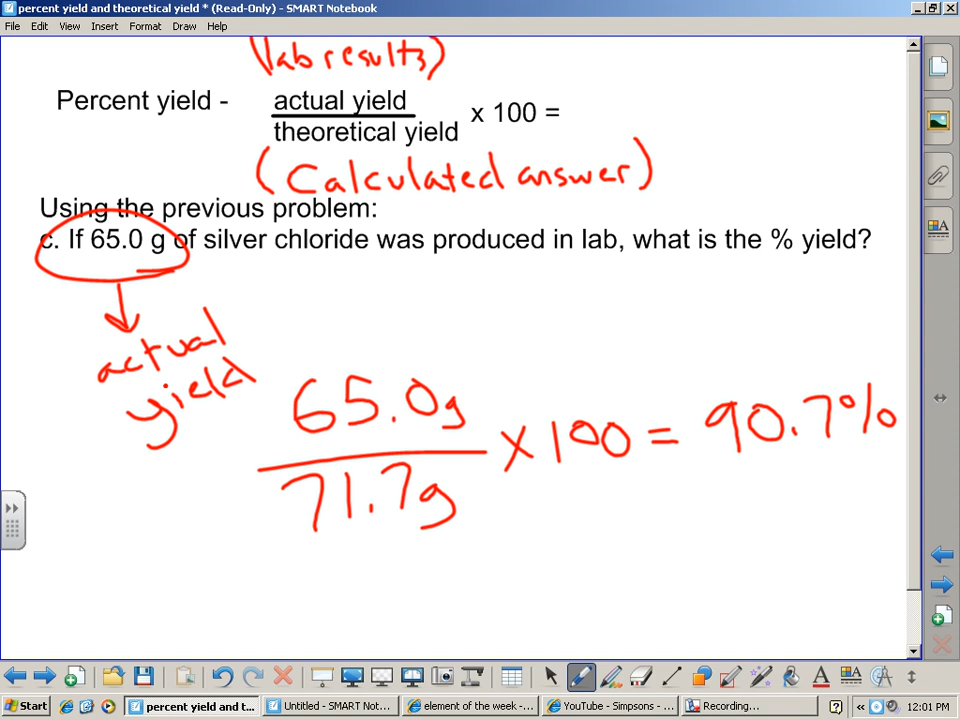 percent yield and theoretical yield * (Read-Only) - SMART Notebook
File Edit View Insert Format Draw Help
(lab results)
Percent yield - actual yield
theoretical yield x 100 =
(Calculated answer)
Using the previous problem:
c. If 65.0 g of silver chloride was produced in lab, what is the % yield?
actual
yield
65.0g
71.7g
x 100 = 90.7%
Start percent yield and t... Untitled - SMART Not... element of the week -... YouTube - Simpsons -... Recording... 12:01 PM